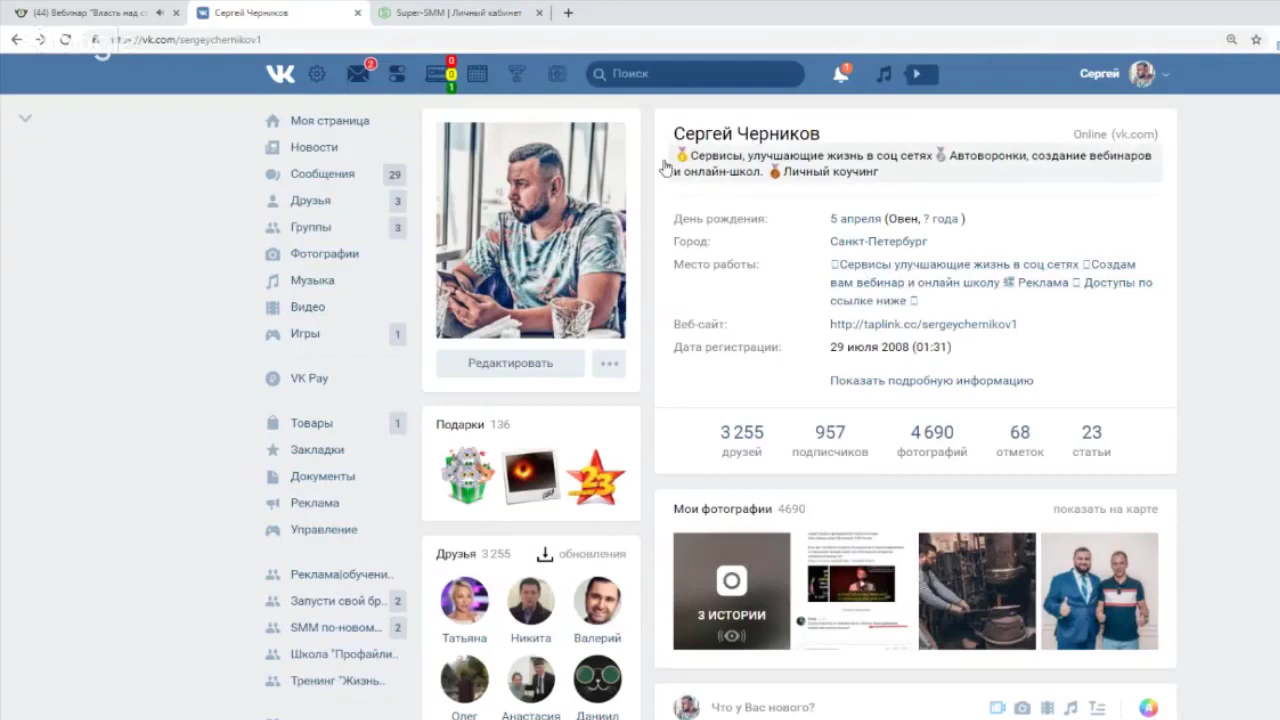 (44) Вебинар "Власть над с
Сергей Черников
Super-SMM | Личный кабинет
vk.com/sergeychernikov1
2
0
0
1
Поиск
1
Сергей
Моя страница
Новости
Сообщения 29
Друзья 3
Группы 3
Фотографии
Музыка
Видео
Игры 1
VK Pay
Товары 1
Закладки
Документы
Реклама
Управление
Реклама|обучени..
Запусти свой бр.. 2
SMM по-новом... 2
Школа "Профайли..
Тренинг "Жизнь..
Редактировать
Подарки 136
23
Друзья 3 255 обновления
Татьяна Никита Валерий
Олег Анастасия Даниил
Сергей Черников Online (vk.com)
Сервисы, улучшающие жизнь в соц сетях Автоворонки, создание вебинаров
и онлайн-школ. Личный коучинг
День рождения: 5 апреля (Овен, ? года )
Город: Санкт-Петербург
Место работы: Сервисы улучшающие жизнь в соц сетях Создам
вам вебинар и онлайн школу Реклама Доступы по
ссылке ниже
Веб-сайт: http://taplink.cc/sergeychernikov1
Дата регистрации: 29 июля 2008 (01:31)
Показать подробную информацию
3 255 957 4 690 68 23
друзей подписчиков фотографий отметок статьи
Мои фотографии 4690 показать на карте
3 ИСТОРИИ
Что у Вас нового?